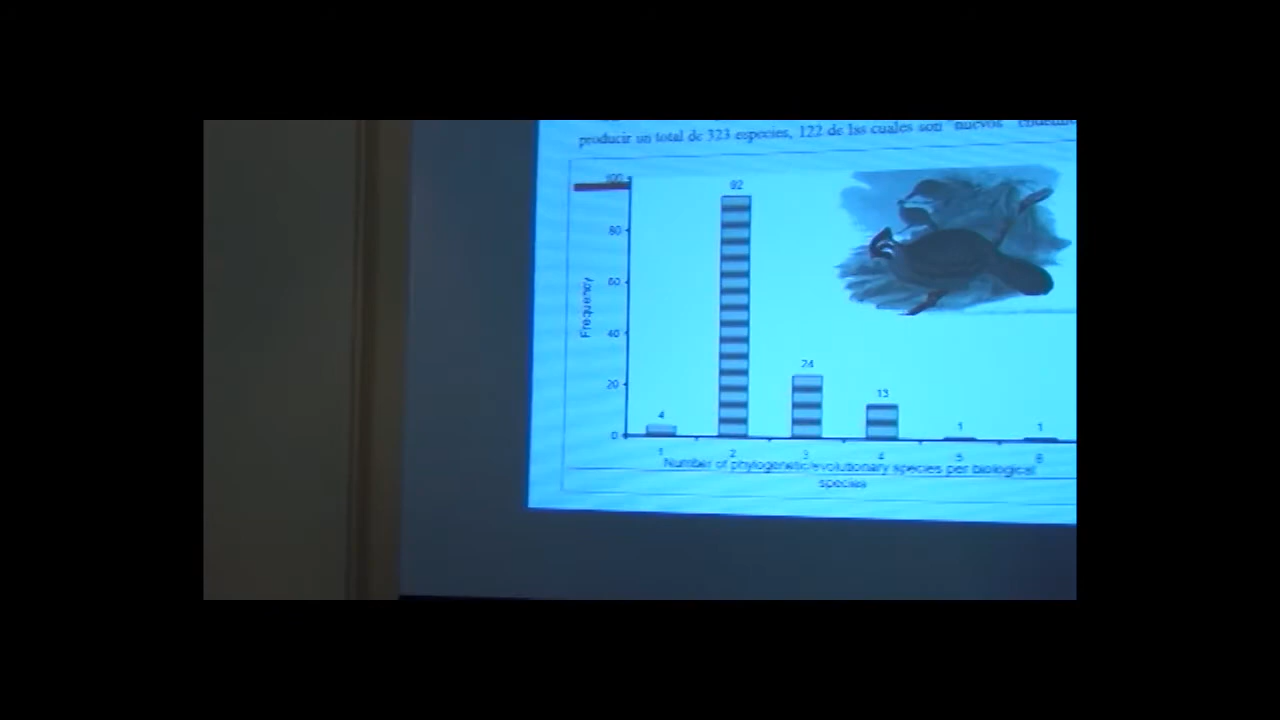 producir un total de 323 especies, 122 de las cuales son "nuevos"
100
92
80
60
Frequency
40
24
20
13
4
1
1
0
1 2 3 4 5 6
Number of phylogenetic/evolutionary species per biological
species